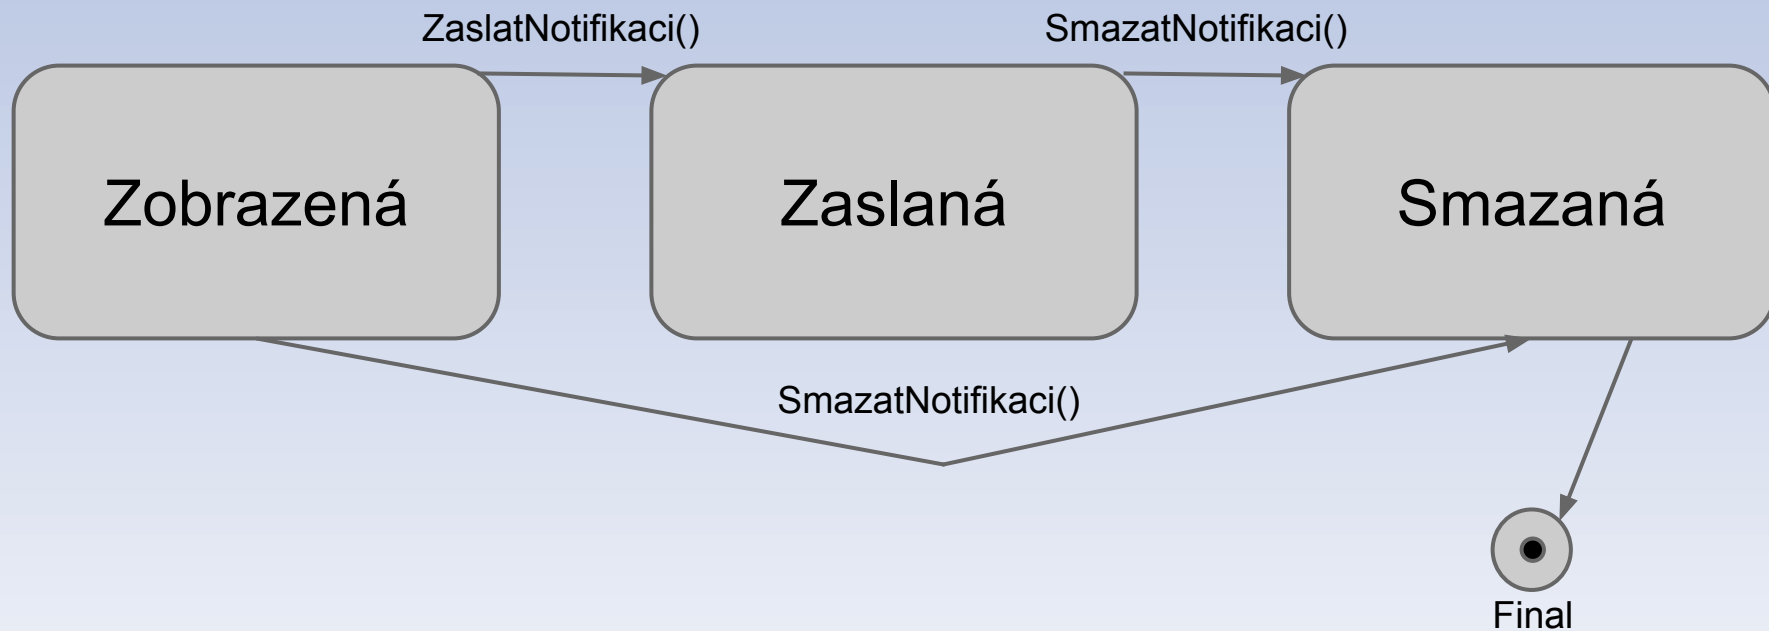 ZaslatNotifikaci()
SmazatNotifikaci()
Zobrazená
Zaslaná
Smazaná
SmazatNotifikaci()
Final